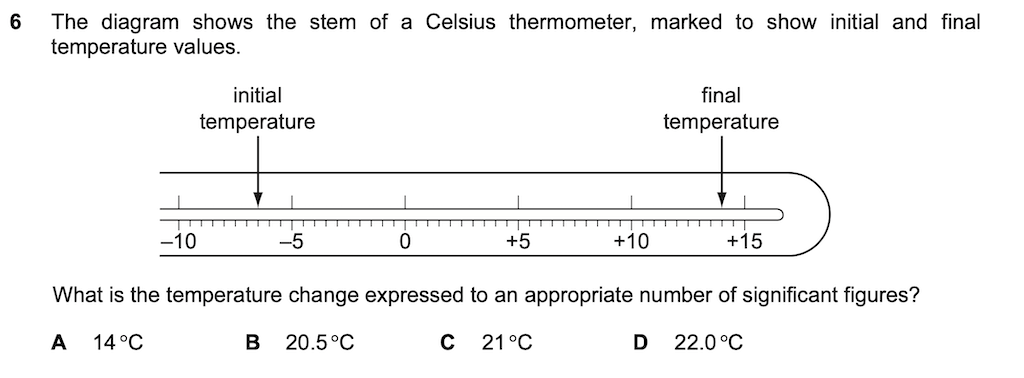 6 The diagram shows the stem of a Celsius thermometer, marked to show initial and final
temperature values.
initial
temperature
final
temperature
–10 –5 0 +5 +10 +15
What is the temperature change expressed to an appropriate number of significant figures?
A 14 °C B 20.5 °C C 21 °C D 22.0 °C